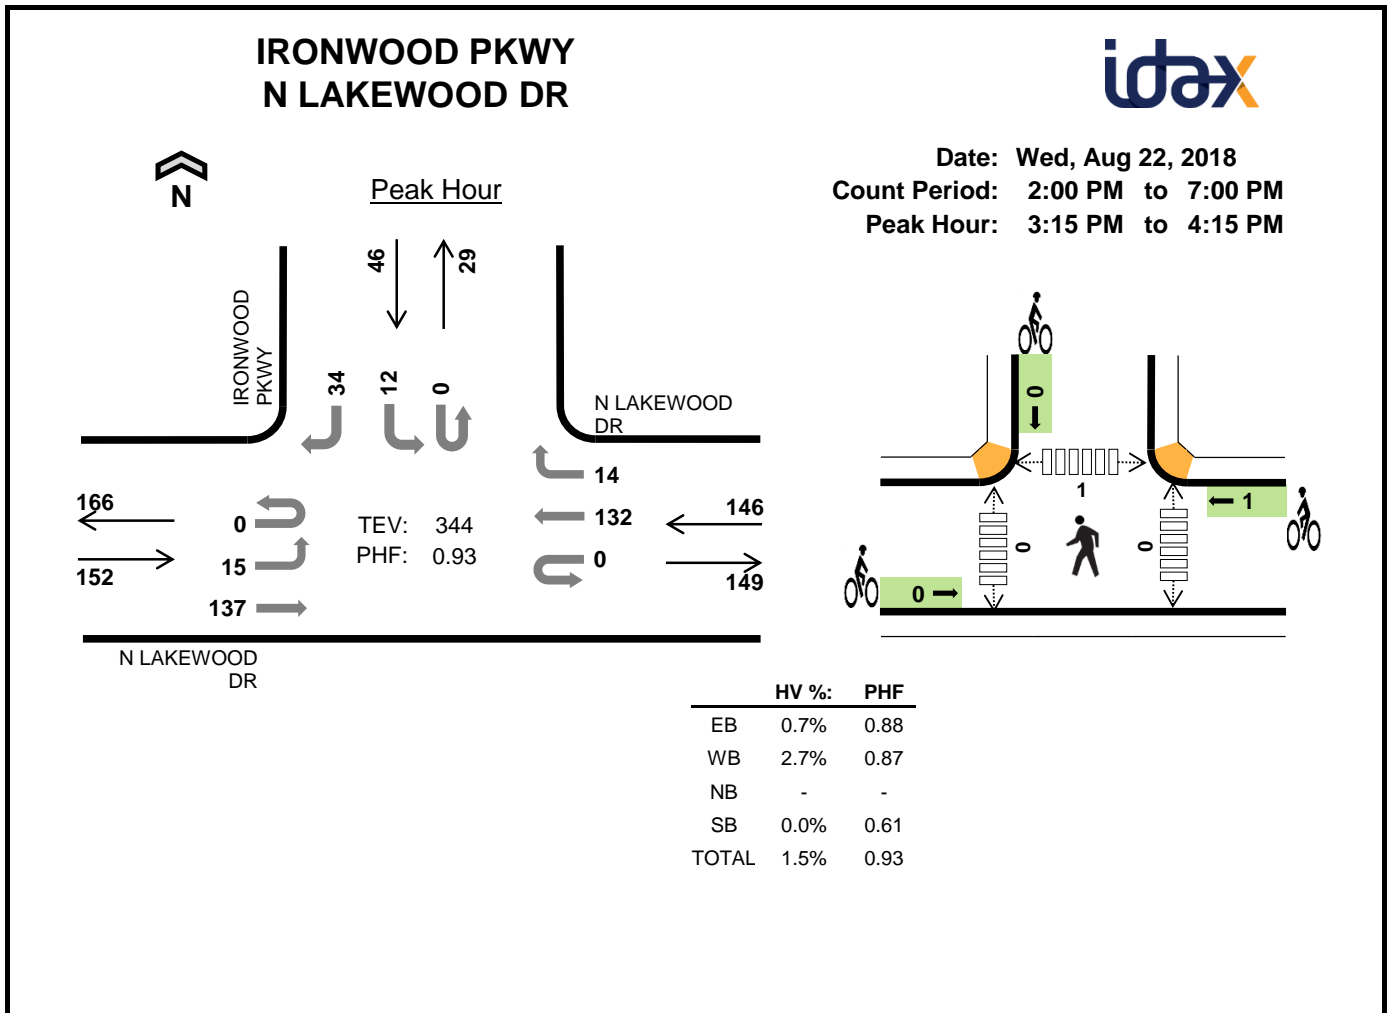 IRONWOOD PKWY
N LAKEWOOD DR
idax
Date: Wed, Aug 22, 2018
Count Period: 2:00 PM to 7:00 PM
Peak Hour: 3:15 PM to 4:15 PM
N
Peak Hour
46
29
IRONWOOD
PKWY
34
12
0
N LAKEWOOD
DR
14
132
0
146
149
166
152
0
15
137
TEV: 344
PHF: 0.93
N LAKEWOOD
DR
0
1
1
0
0
0
HV %: PHF
EB 0.7% 0.88
WB 2.7% 0.87
NB - -
SB 0.0% 0.61
TOTAL 1.5% 0.93